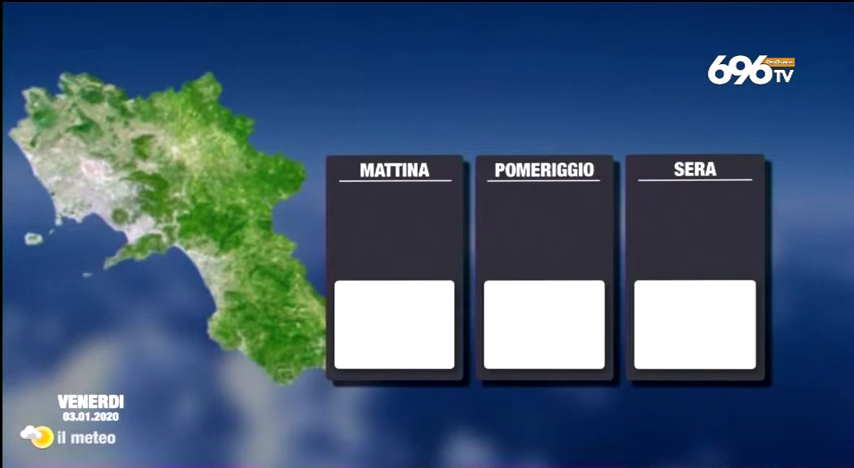 696 TV
MATTINA
POMERIGGIO
SERA
VENERDI
03.01.2020
il meteo